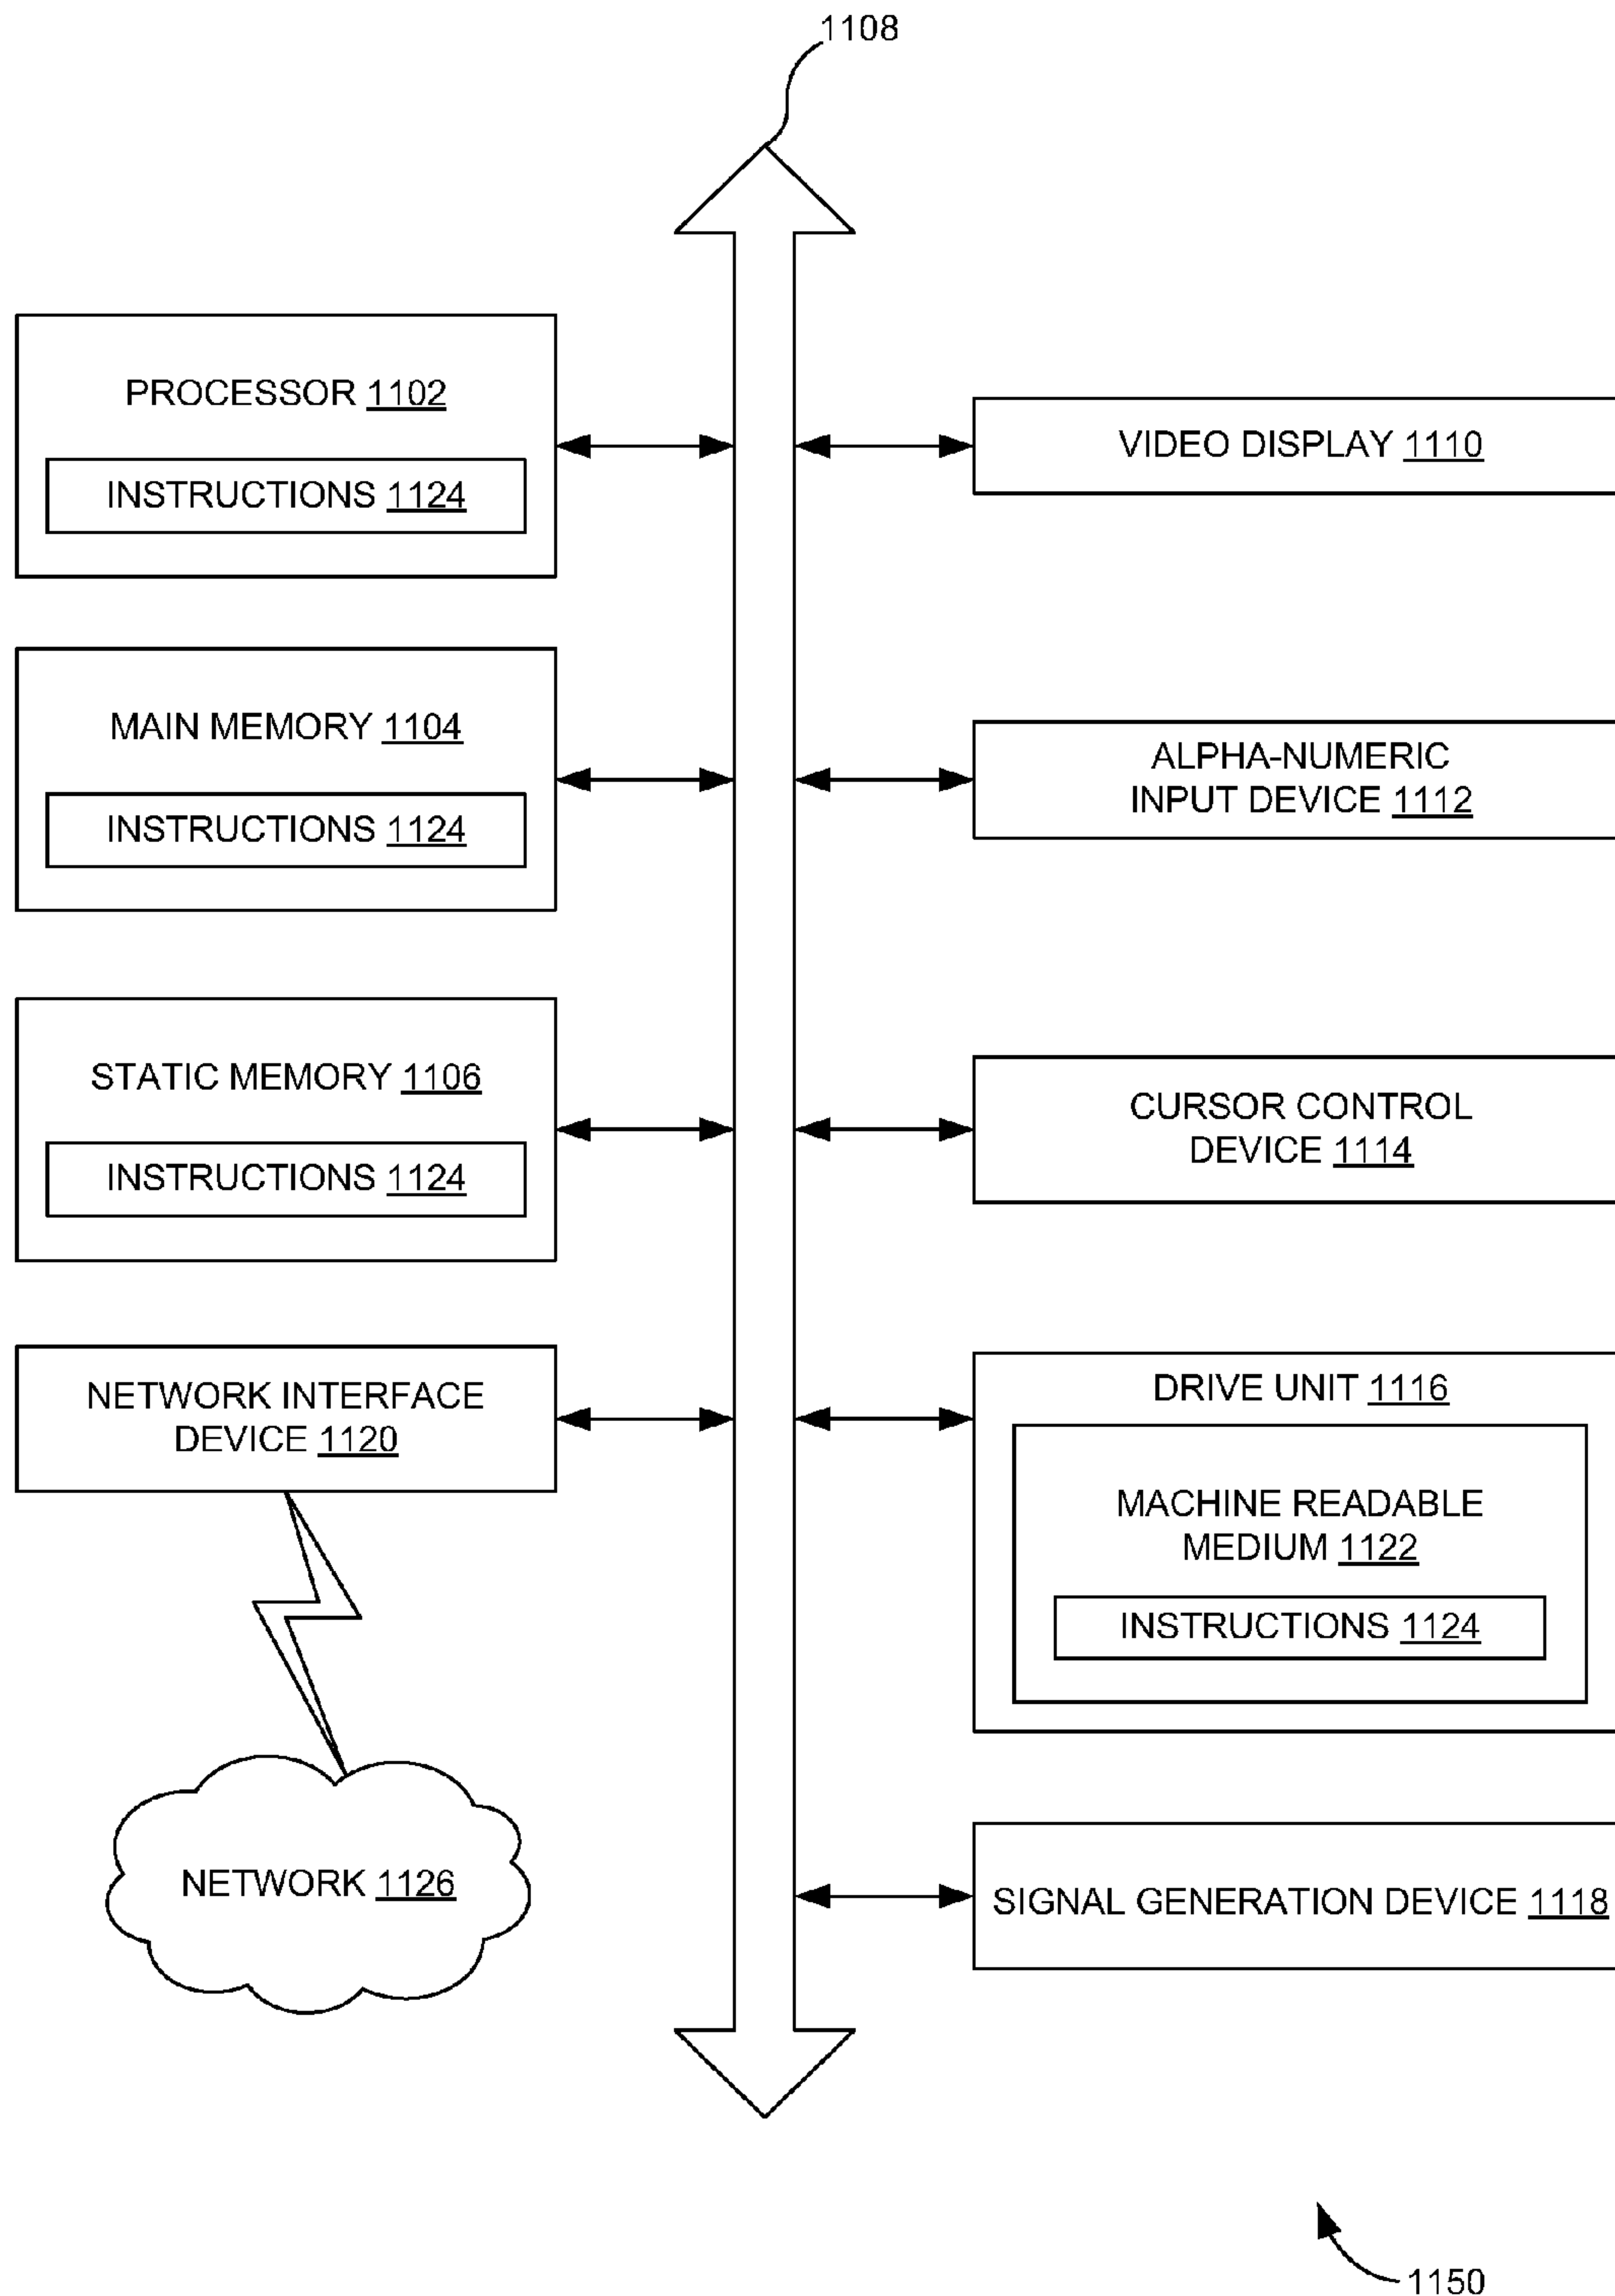 1108
PROCESSOR 1102
INSTRUCTIONS 1124
MAIN MEMORY 1104
INSTRUCTIONS 1124
STATIC MEMORY 1106
INSTRUCTIONS 1124
NETWORK INTERFACE
DEVICE 1120
NETWORK 1126
VIDEO DISPLAY 1110
ALPHA-NUMERIC
INPUT DEVICE 1112
CURSOR CONTROL
DEVICE 1114
DRIVE UNIT 1116
MACHINE READABLE
MEDIUM 1122
INSTRUCTIONS 1124
SIGNAL GENERATION DEVICE 1118
1150